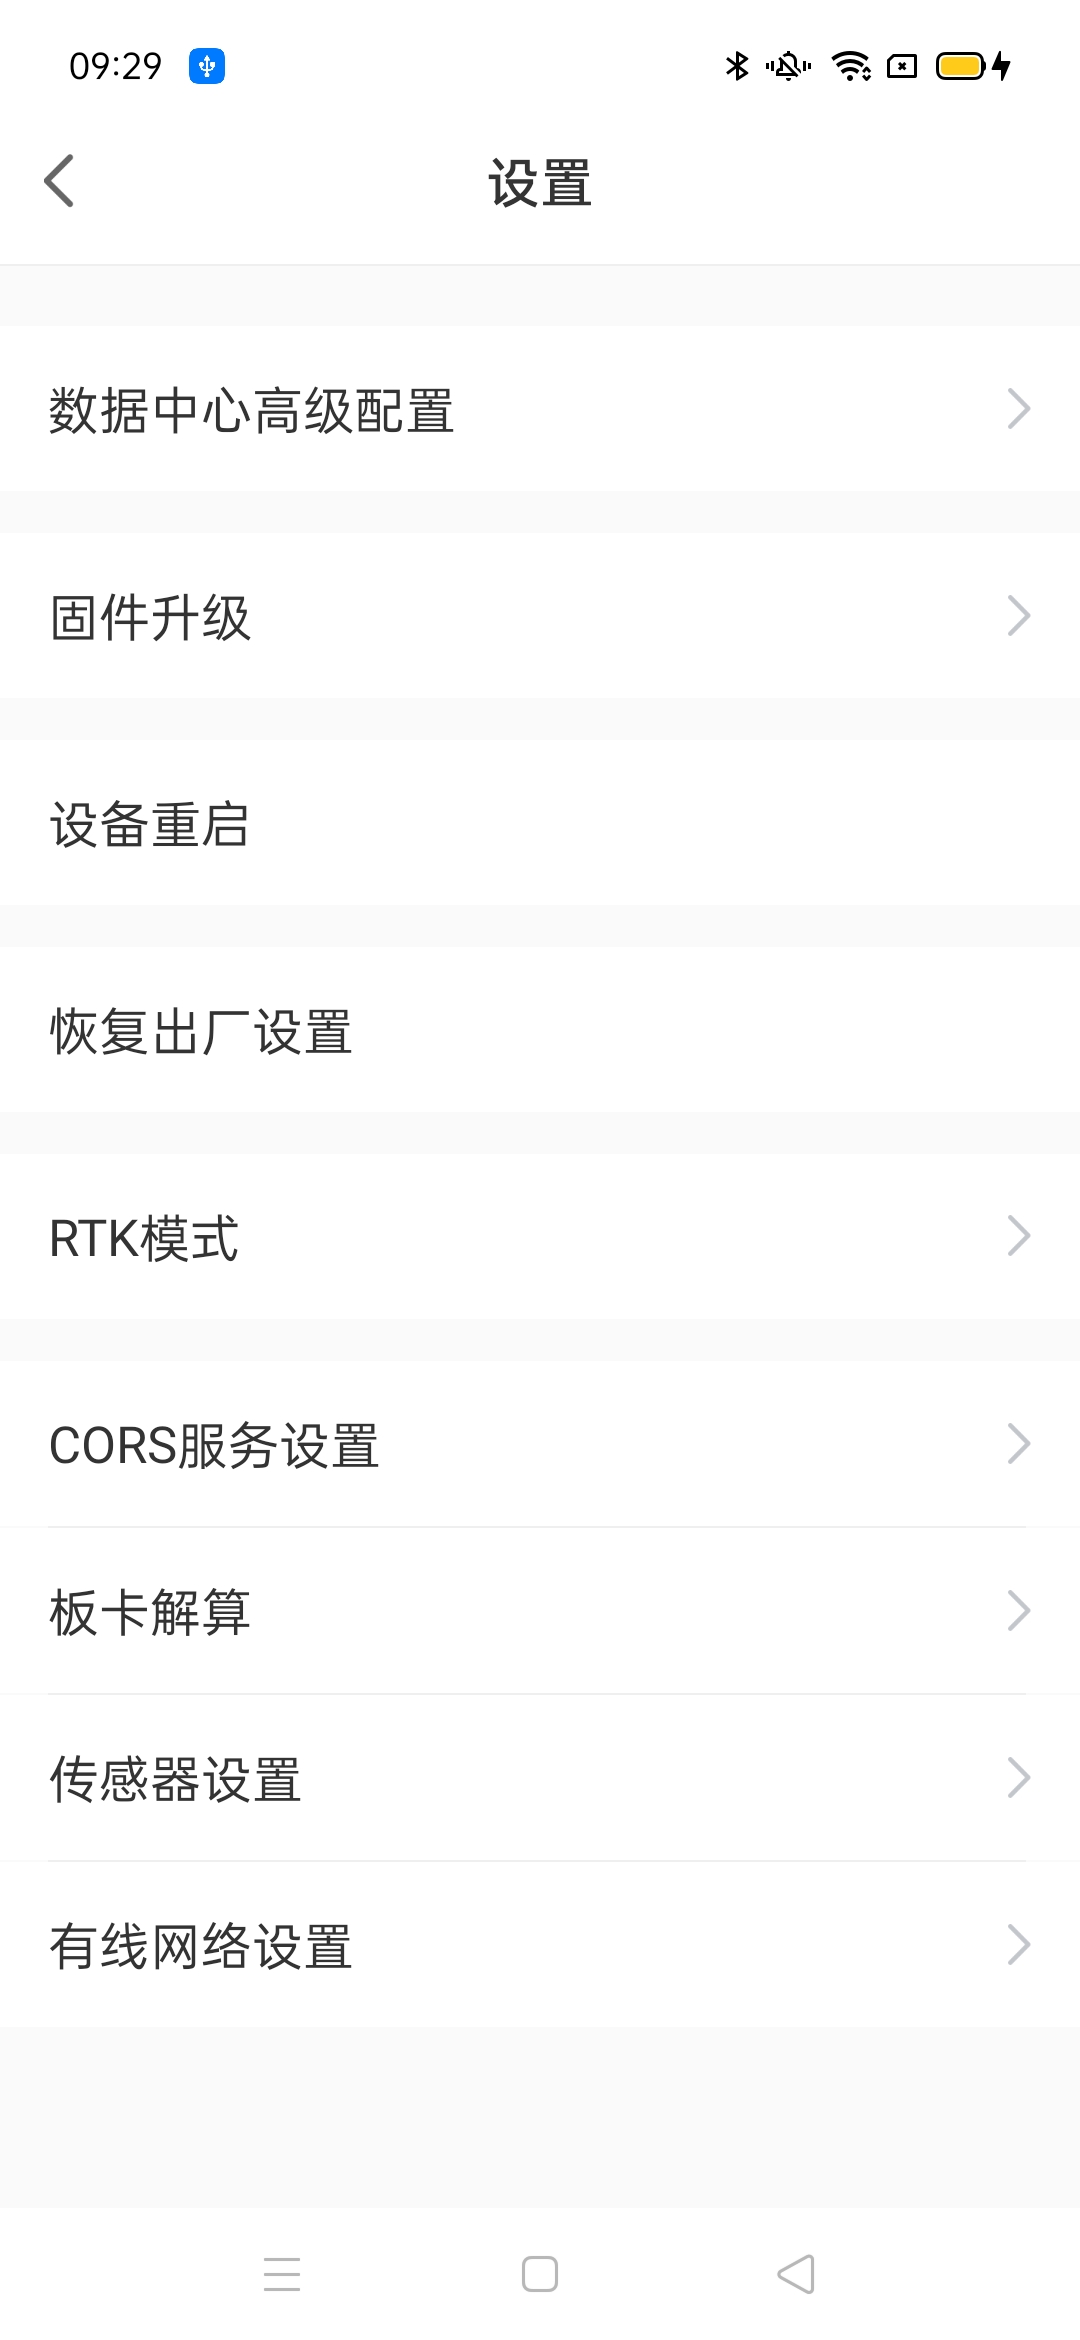 09:29
设置
数据中心高级配置
固件升级
设备重启
恢复出厂设置
RTK模式
CORS服务设置
板卡解算
传感器设置
有线网络设置